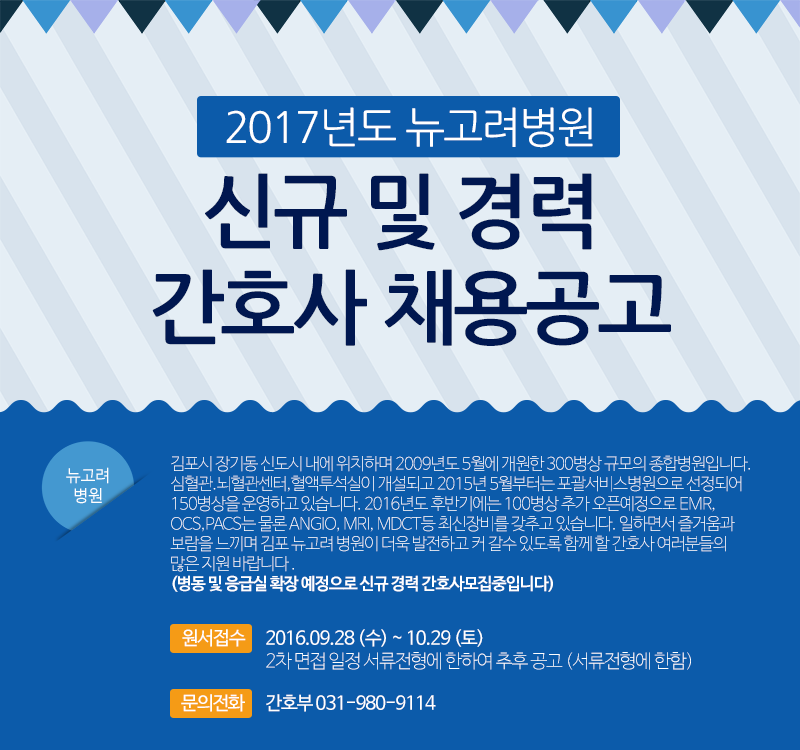 2017년도 뉴고려병원
신규 및 경력
간호사 채용공고
뉴고려
병원
김포시 장기동 신도시 내에 위치하며 2009년도 5월에 개원한 300병상 규모의 종합병원입니다.
심혈관.뇌혈관센터,혈액투석실이 개설되고 2015년 5월부터는 포괄서비스병원으로 선정되어
150병상을 운영하고 있습니다. 2016년도 후반기에는 100병상 추가 오픈예정으로 EMR,
OCS,PACS는 물론 ANGIO, MRI, MDCT등 최신장비를 갖추고 있습니다. 일하면서 즐거움과
보람을 느끼며 김포 뉴고려 병원이 더욱 발전하고 커 갈수 있도록 함께 할 간호사 여러분들의
많은 지원 바랍니다 .
(병동 및 응급실 확장 예정으로 신규 경력 간호사모집중입니다)
원서접수 2016.09.28 (수) ~ 10.29 (토)
2차 면접 일정 서류전형에 한하여 추후 공고 (서류전형에 한함)
문의전화 간호부 031-980-9114